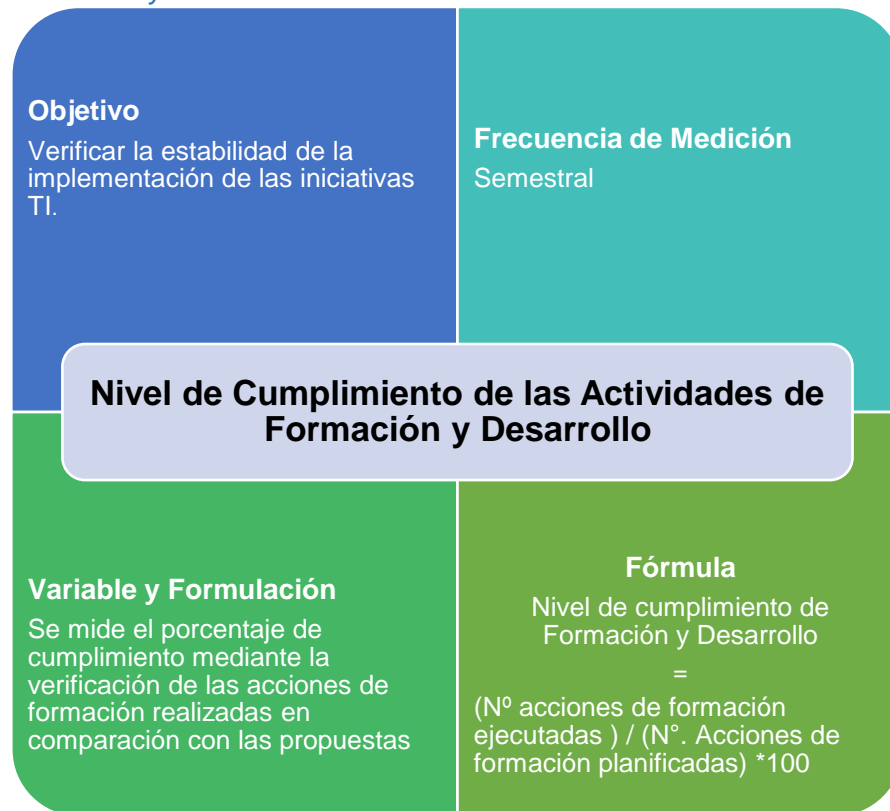 Objetivo
Verificar la estabilidad de la
implementación de las iniciativas
TI.
Frecuencia de Medición
Semestral
Nivel de Cumplimiento de las Actividades de
Formación y Desarrollo
Variable y Formulación
Se mide el porcentaje de
cumplimiento mediante la
verificación de las acciones de
formación realizadas en
comparación con las propuestas
Fórmula
Nivel de cumplimiento de
Formación y Desarrollo
=
(Nº acciones de formación
ejecutadas ) / (N°. Acciones de
formación planificadas) *100